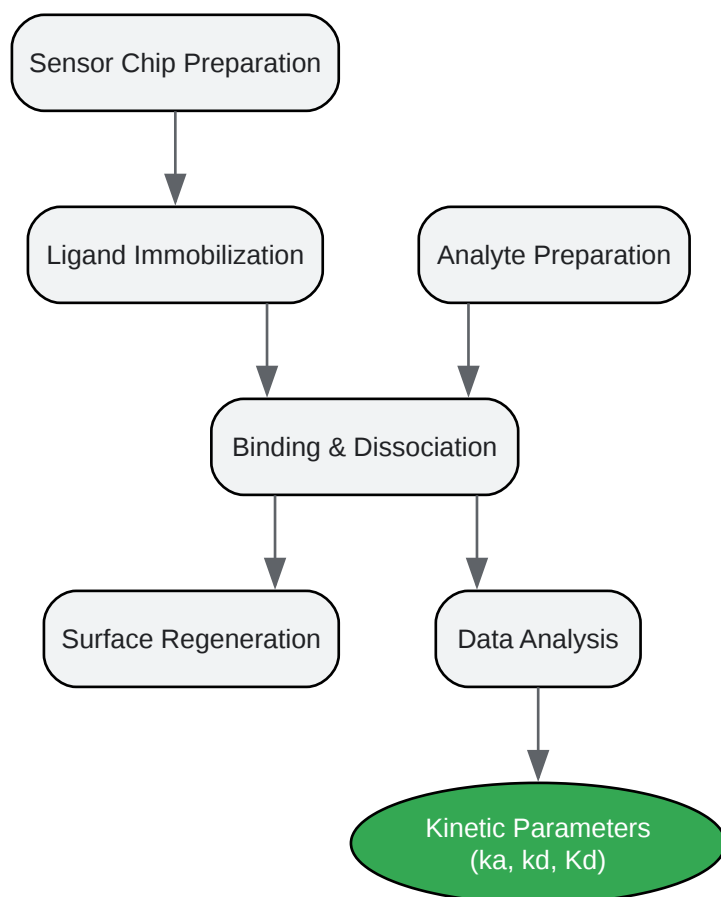 Sensor Chip Preparation
Ligand Immobilization
Analyte Preparation
Binding & Dissociation
Surface Regeneration
Data Analysis
Kinetic Parameters
(ka, kd, Kd)